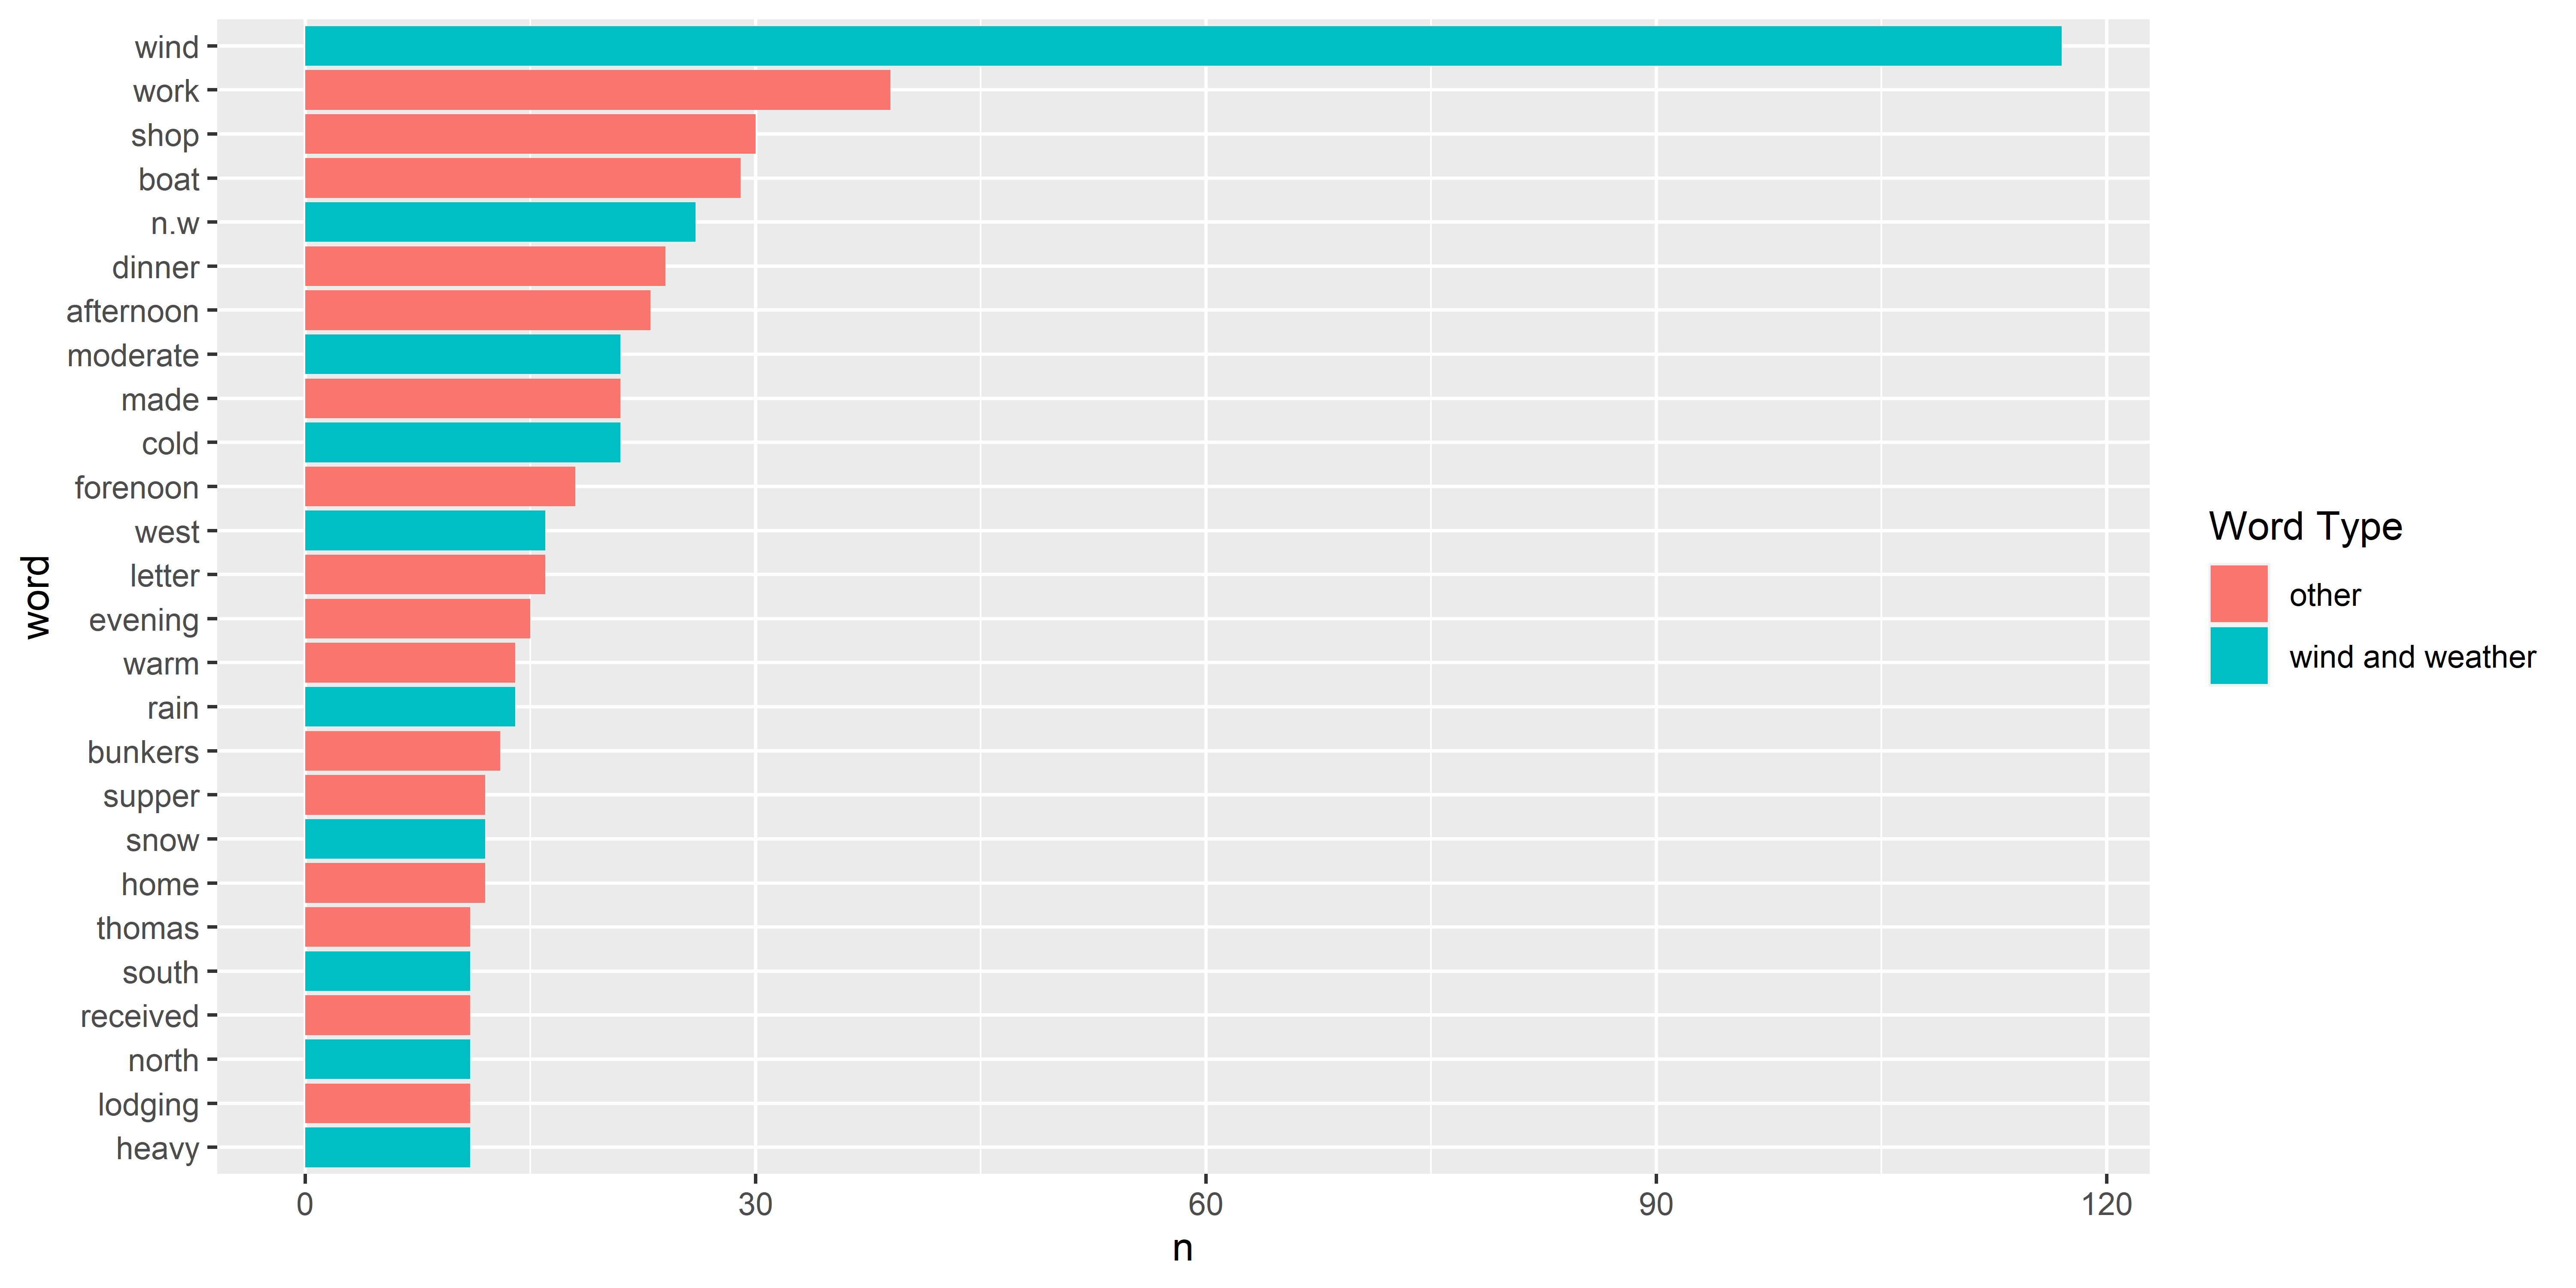 wind
work
shop
boat
n.w
dinner
afternoon
moderate
made
cold
forenoon
west
letter
evening
warm
rain
bunkers
supper
snow
home
thomas
south
received
north
lodging
heavy
word
0 30 60 90 120
n
Word Type
other
wind and weather